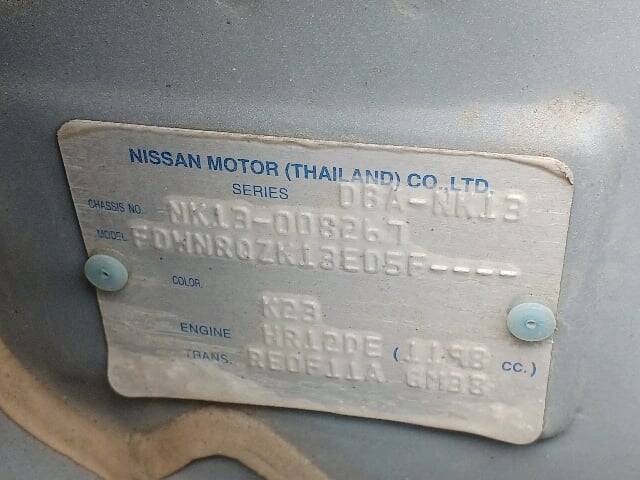 NISSAN MOTOR (THAILAND) CO.,LTD.
SERIES DBA-NK13
CHASSIS NO. NK13-008267
MODEL FDWNRQZK13EDSF----
COLOR K23
ENGINE HR12DE (1198 CC.)
TRANS. RE0F11A GM38